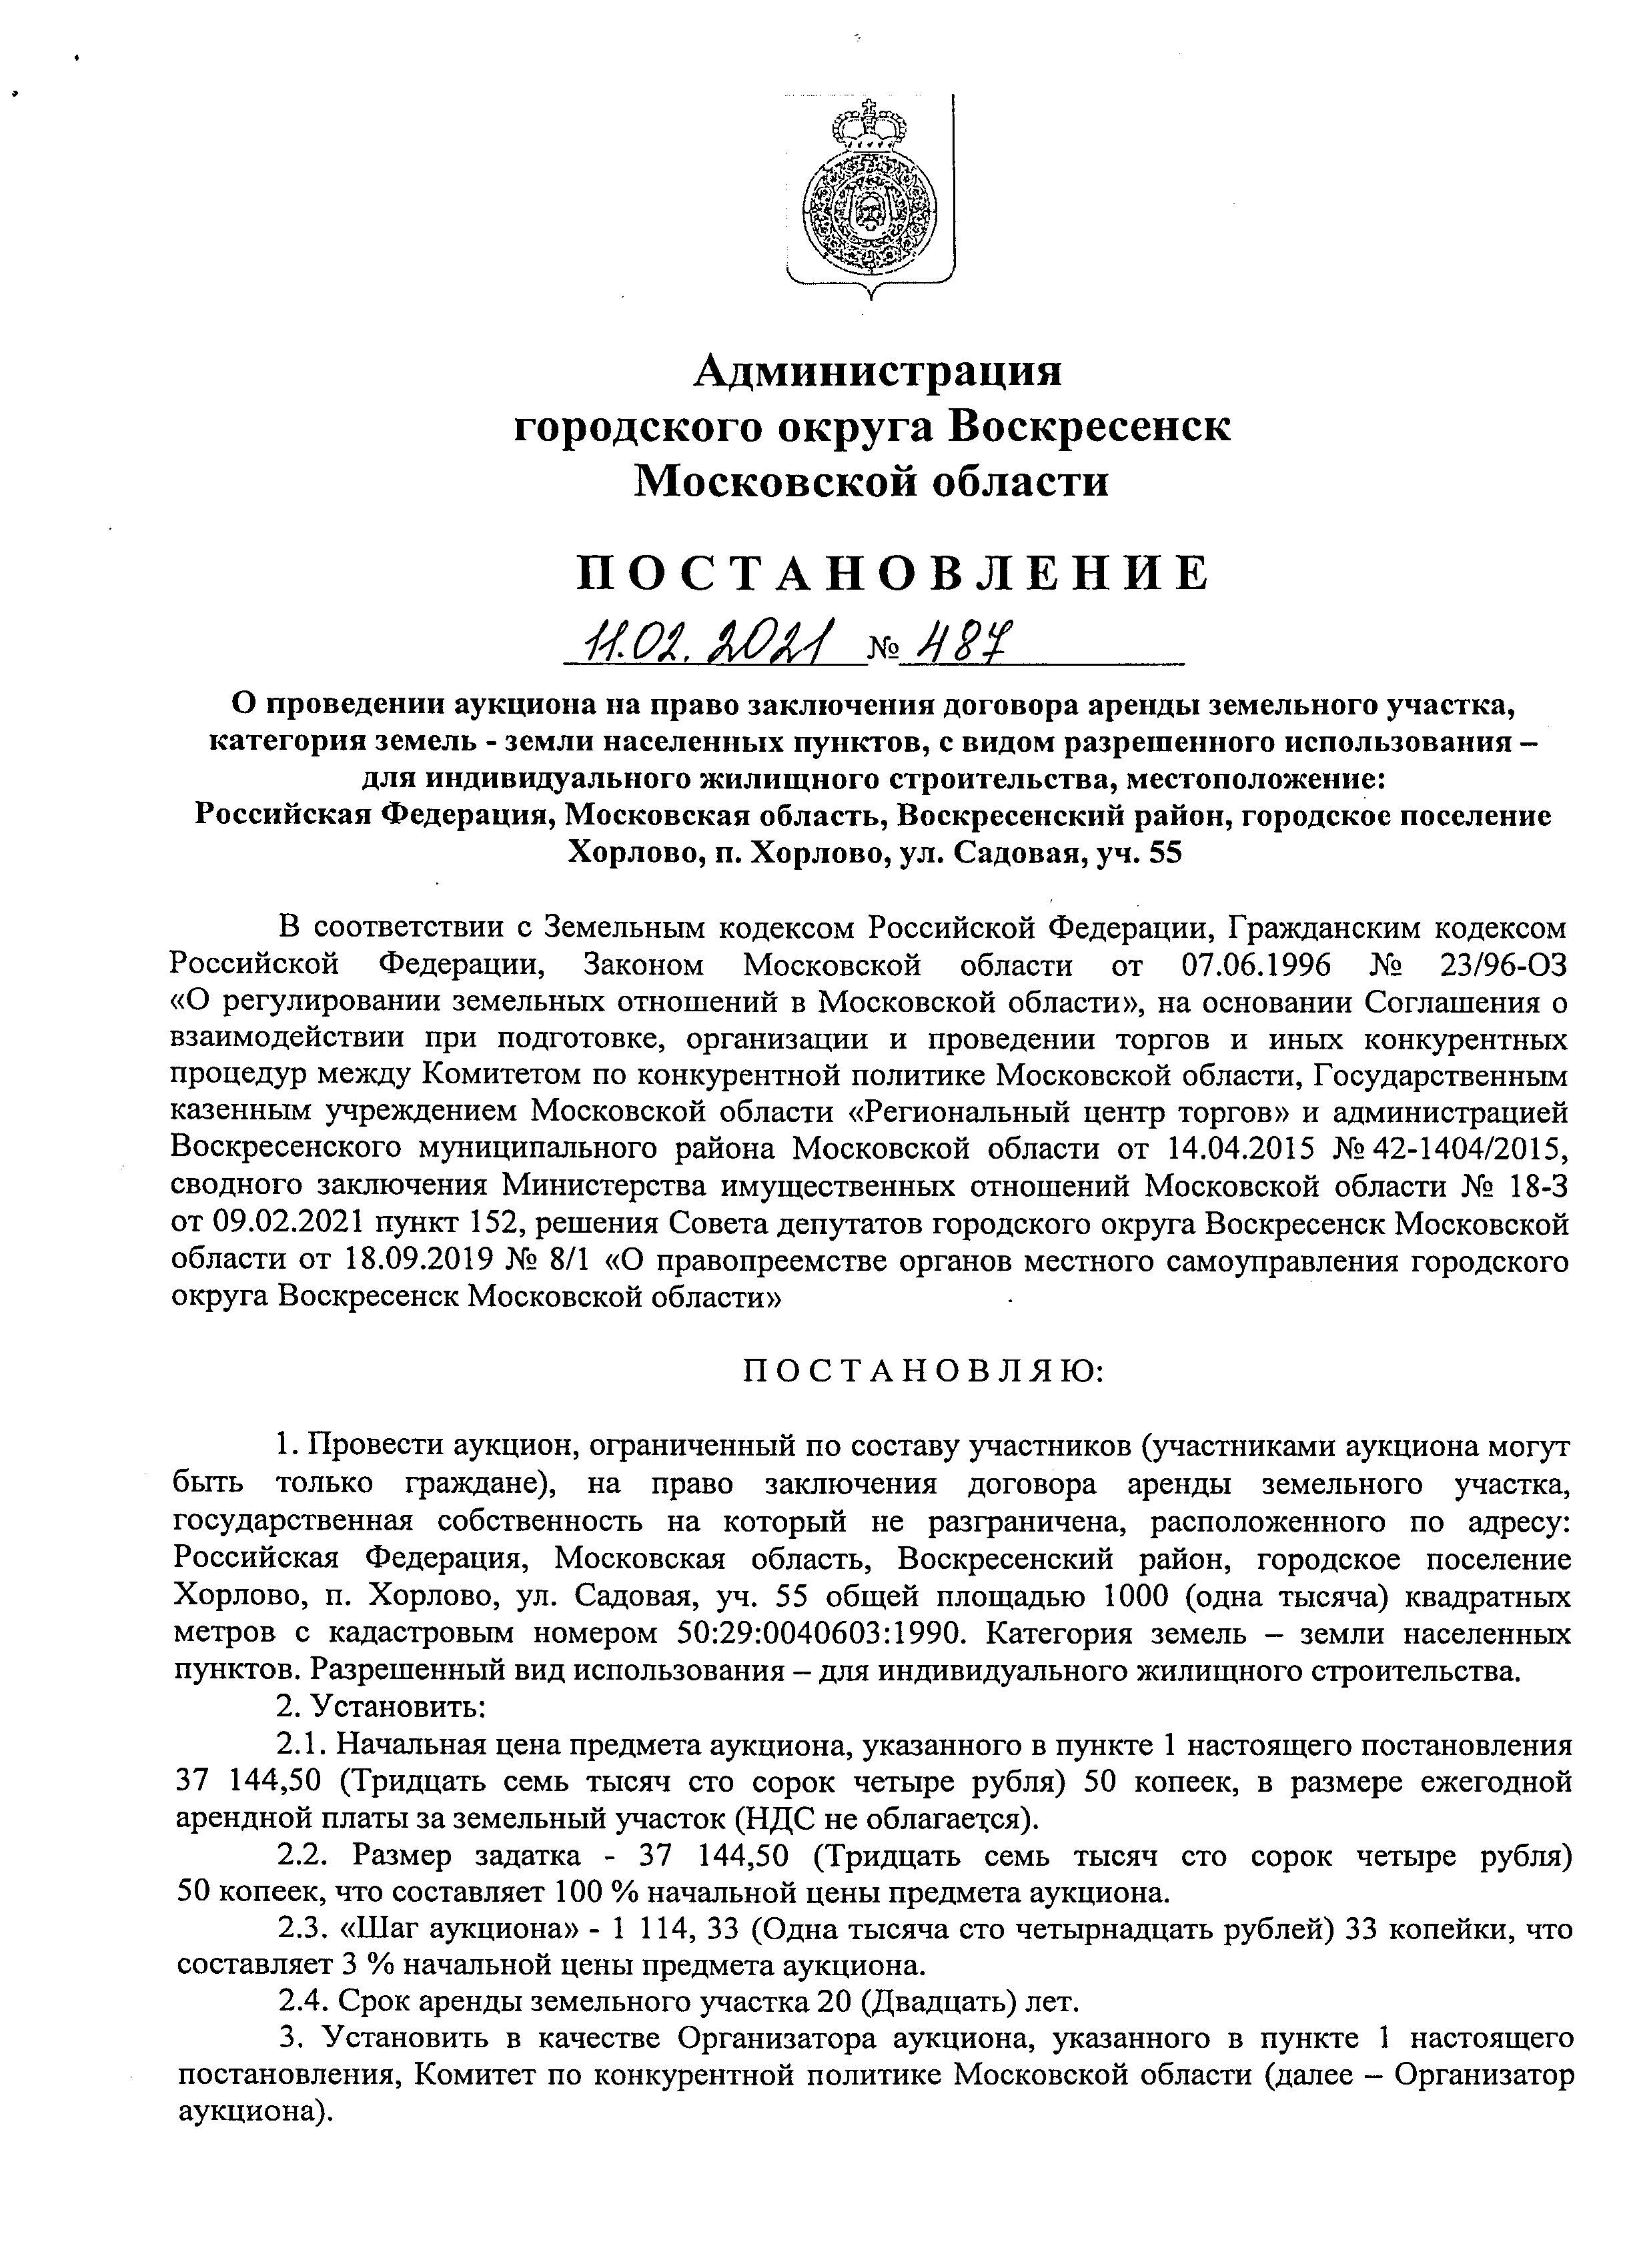 Администрация
городского округа Воскресенск
Московской области
П О С Т А Н О В Л Е Н И Е
11.02.2021 № 487
О проведении аукциона на право заключения договора аренды земельного участка,
категория земель - земли населенных пунктов, с видом разрешенного использования –
для индивидуального жилищного строительства, местоположение:
Российская Федерация, Московская область, Воскресенский район, городское поселение
Хорлово, п. Хорлово, ул. Садовая, уч. 55
В соответствии с Земельным кодексом Российской Федерации, Гражданским кодексом
Российской Федерации, Законом Московской области от 07.06.1996 № 23/96-ОЗ
«О регулировании земельных отношений в Московской области», на основании Соглашения о
взаимодействии при подготовке, организации и проведении торгов и иных конкурентных
процедур между Комитетом по конкурентной политике Московской области, Государственным
казенным учреждением Московской области «Региональный центр торгов» и администрацией
Воскресенского муниципального района Московской области от 14.04.2015 № 42-1404/2015,
сводного заключения Министерства имущественных отношений Московской области № 18-З
от 09.02.2021 пункт 152, решения Совета депутатов городского округа Воскресенск Московской
области от 18.09.2019 № 8/1 «О правопреемстве органов местного самоуправления городского
округа Воскресенск Московской области»
П О С Т А Н О В Л Я Ю:
1. Провести аукцион, ограниченный по составу участников (участниками аукциона могут
быть только граждане), на право заключения договора аренды земельного участка,
государственная собственность на который не разграничена, расположенного по адресу:
Российская Федерация, Московская область, Воскресенский район, городское поселение
Хорлово, п. Хорлово, ул. Садовая, уч. 55 общей площадью 1000 (одна тысяча) квадратных
метров с кадастровым номером 50:29:0040603:1990. Категория земель – земли населенных
пунктов. Разрешенный вид использования – для индивидуального жилищного строительства.
2. Установить:
2.1. Начальная цена предмета аукциона, указанного в пункте 1 настоящего постановления
37 144,50 (Тридцать семь тысяч сто сорок четыре рубля) 50 копеек, в размере ежегодной
арендной платы за земельный участок (НДС не облагается).
2.2. Размер задатка - 37 144,50 (Тридцать семь тысяч сто сорок четыре рубля)
50 копеек, что составляет 100 % начальной цены предмета аукциона.
2.3. «Шаг аукциона» - 1 114, 33 (Одна тысяча сто четырнадцать рублей) 33 копейки, что
составляет 3 % начальной цены предмета аукциона.
2.4. Срок аренды земельного участка 20 (Двадцать) лет.
3. Установить в качестве Организатора аукциона, указанного в пункте 1 настоящего
постановления, Комитет по конкурентной политике Московской области (далее – Организатор
аукциона).